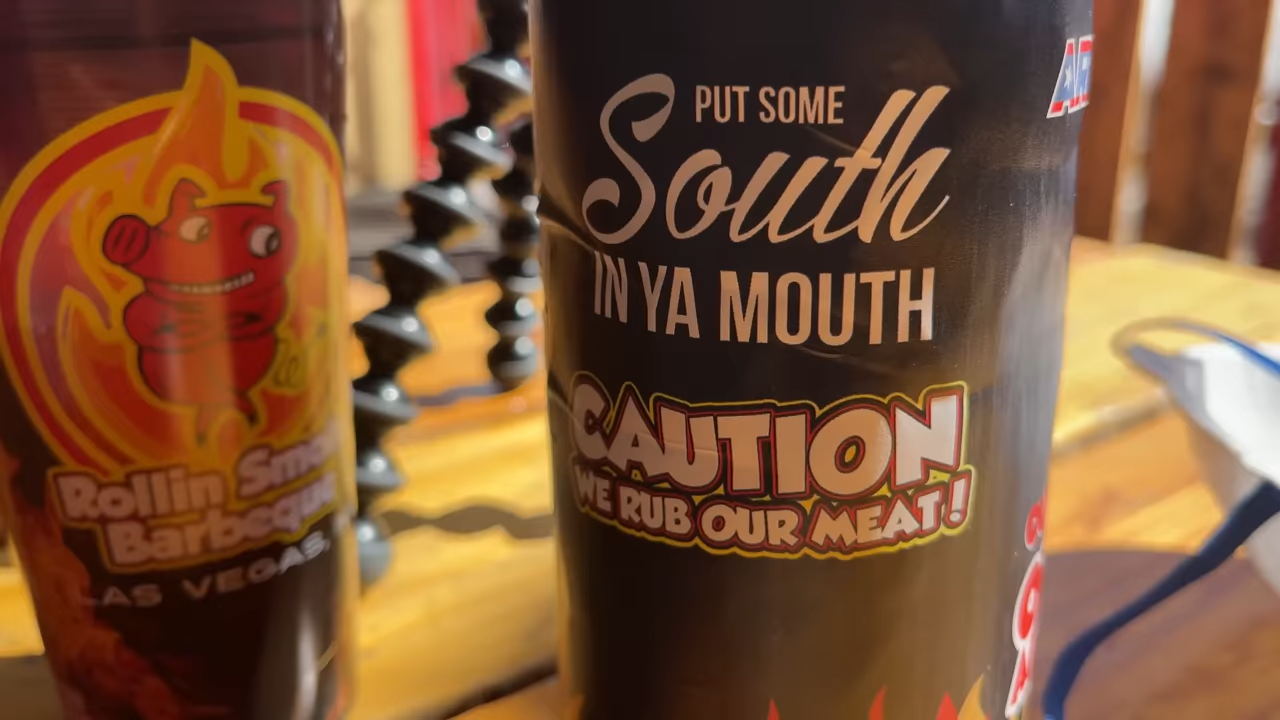 Rollin
Barbeque
LAS VEGAS,
PUT SOME
South
IN YA MOUTH
CAUTION
WE RUB OUR MEAT!